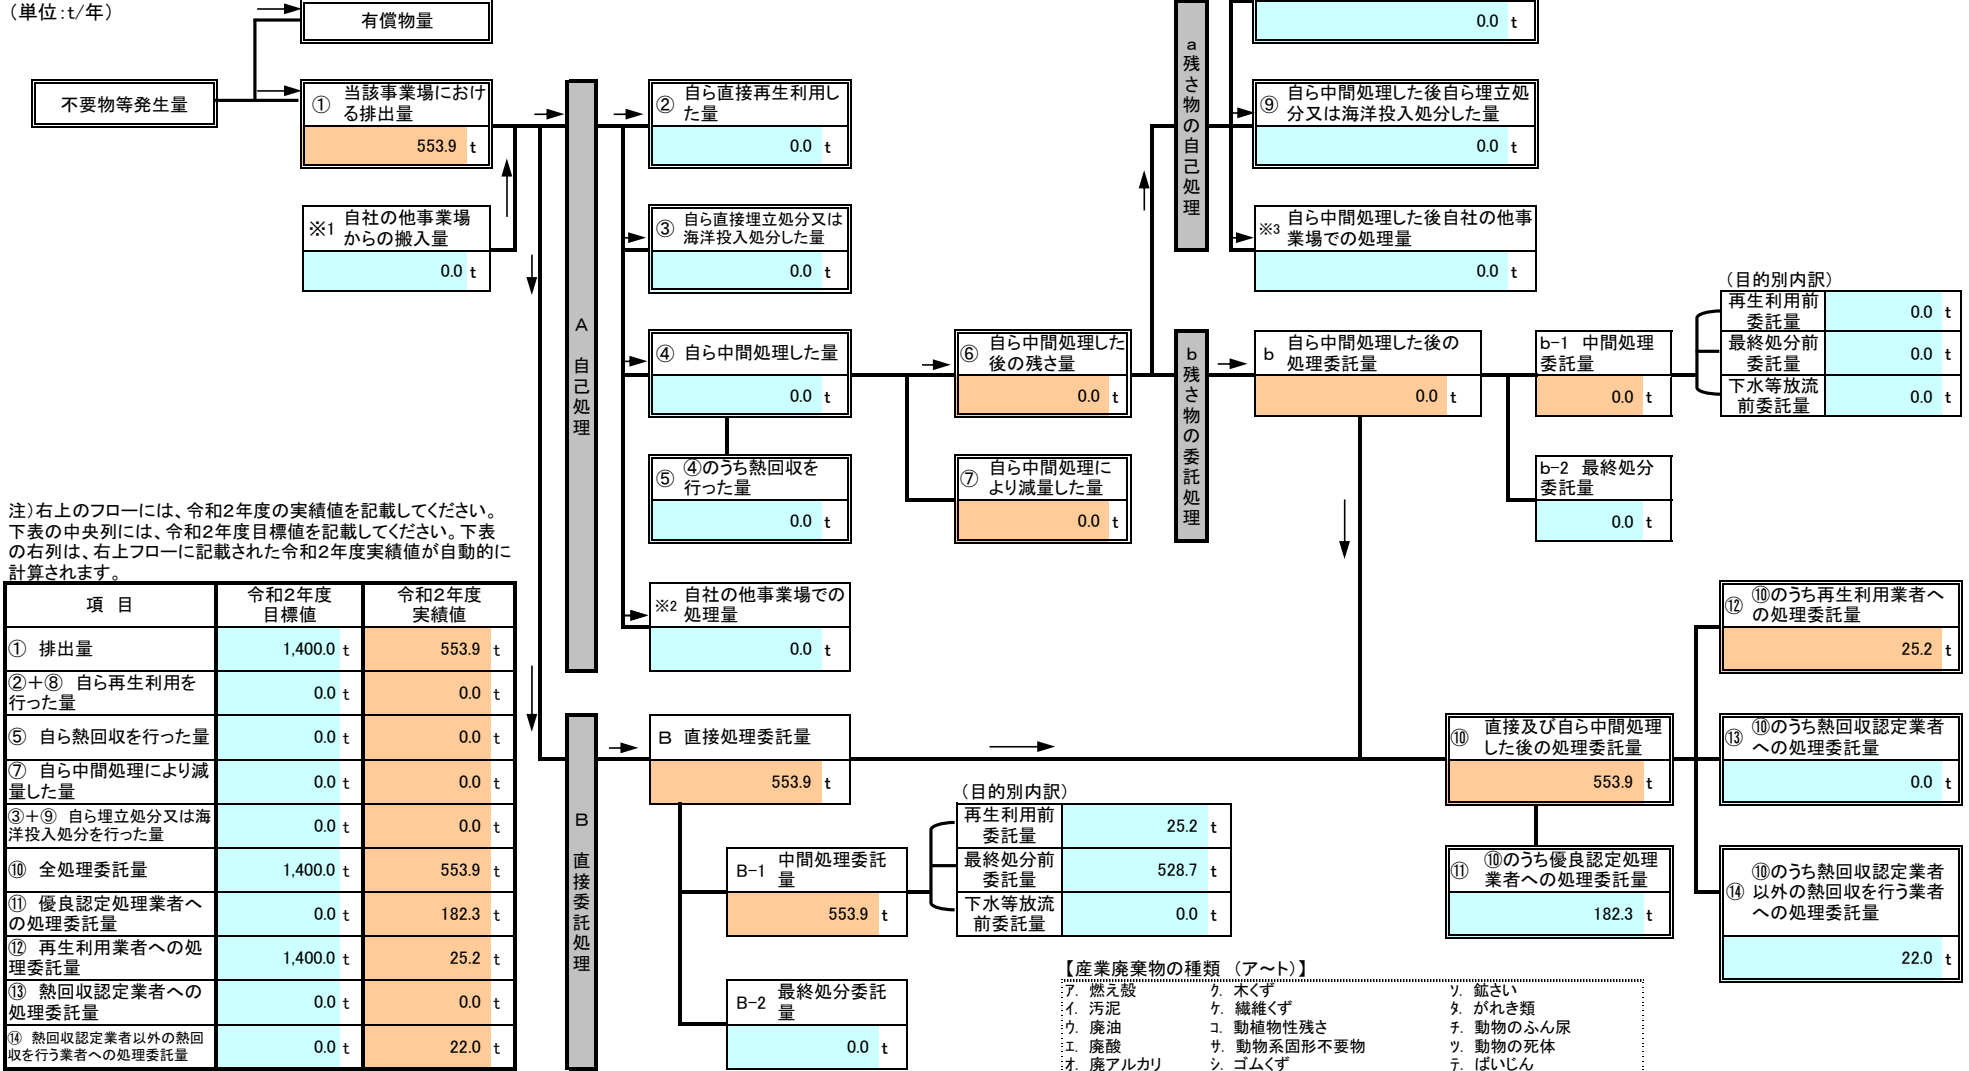 (単位:t/年)
有償物量
不要物等発生量
① 当該事業場におけ
る排出量
553.9 t
※1 自社の他事業場
からの搬入量
0.0 t
A 自己処理
② 自ら直接再生利用し
た量
0.0 t
③ 自ら直接埋立処分又は
海洋投入処分した量
0.0 t
④ 自ら中間処理した量
0.0 t
⑤ ④のうち熱回収を
行った量
0.0 t
※2 自社の他事業場での
処理量
0.0 t
⑥ 自ら中間処理した
後の残さ量
0.0 t
⑦ 自ら中間処理に
より減量した量
0.0 t
a 残さ物の自己処理
0.0 t
⑨ 自ら中間処理した後自ら埋立処
分又は海洋投入処分した量
0.0 t
※3 自ら中間処理した後自社の他事
業場での処理量
0.0 t
b 残さ物の委託処理
b 自ら中間処理した後の
処理委託量
0.0 t
b-1 中間処理
委託量
0.0 t
b-2 最終処分
委託量
0.0 t
(目的別内訳)
再生利用前
委託量
0.0 t
最終処分前
委託量
0.0 t
下水等放流
前委託量
0.0 t
注)右上のフローには、令和2年度の実績値を記載してください。
下表の中央列には、令和2年度目標値を記載してください。下表
の右列は、右上フローに記載された令和2年度実績値が自動的に
計算されます。
項 目 令和2年度 目標値 令和2年度 実績値
① 排出量 1,400.0 t 553.9 t
②+⑧ 自ら再生利用を
行った量 0.0 t 0.0 t
⑤ 自ら熱回収を行った量 0.0 t 0.0 t
⑦ 自ら中間処理により減
量した量 0.0 t 0.0 t
③+⑨ 自ら埋立処分又は海
洋投入処分を行った量 0.0 t 0.0 t
⑩ 全処理委託量 1,400.0 t 553.9 t
⑪ 優良認定処理業者へ
の処理委託量 0.0 t 182.3 t
⑫ 再生利用業者への処
理委託量 1,400.0 t 25.2 t
⑬ 熱回収認定業者への
処理委託量 0.0 t 0.0 t
⑭ 熱回収認定業者以外の熱回
収を行う業者への処理委託量 0.0 t 22.0 t
B 直接委託処理
B 直接処理委託量
553.9 t
B-1 中間処理委託
量
553.9 t
B-2 最終処分委託
量
0.0 t
(目的別内訳)
再生利用前
委託量
25.2 t
最終処分前
委託量
528.7 t
下水等放流
前委託量
0.0 t
⑩ 直接及び自ら中間処理
した後の処理委託量
553.9 t
⑪ ⑩のうち優良認定処理
業者への処理委託量
182.3 t
⑫ ⑩のうち再生利用業者へ
の処理委託量
25.2 t
⑬ ⑩のうち熱回収認定業者
への処理委託量
0.0 t
⑭ ⑩のうち熱回収認定業者
以外の熱回収を行う業者
への処理委託量
22.0 t
【産業廃棄物の種類 (ア~ト)】
ア. 燃え殻 ク. 木くず ソ. 鉱さい
イ. 汚泥 ケ. 繊維くず タ. がれき類
ウ. 廃油 コ. 動植物性残さ チ. 動物のふん尿
エ. 廃酸 サ. 動物系固形不要物 ツ. 動物の死体
オ. 廃アルカリ シ. ゴムくず テ. ばいじん